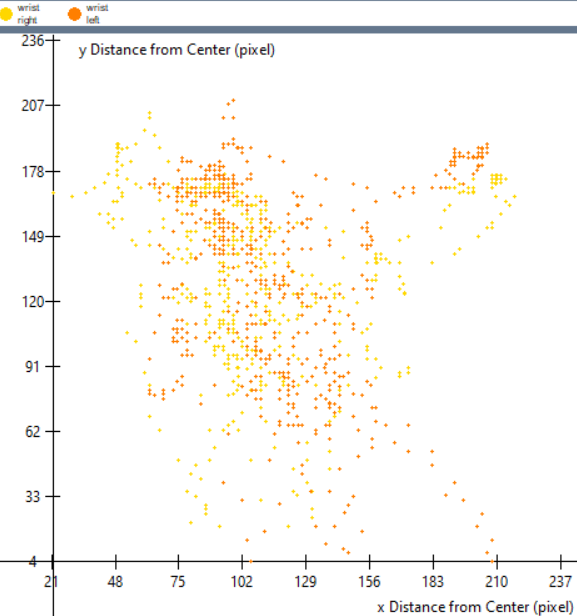 wrist
right
wrist
left
y Distance from Center (pixel)
236
207
178
149
120
91
62
33
4
21 48 75 102 129 156 183 210 237
x Distance from Center (pixel)